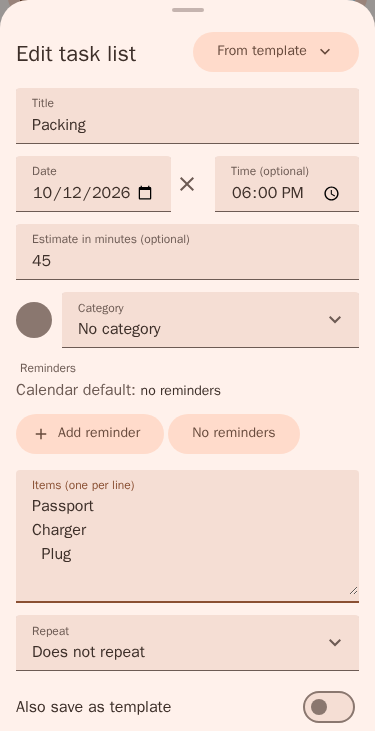 Edit task list
From template
Title
Packing
Date
10/12/2026
Time (optional)
06:00 PM
Estimate in minutes (optional)
45
Category
No category
Reminders
Calendar default: no reminders
Add reminder
No reminders
Items (one per line)
Passport
Charger
  Plug
Repeat
Does not repeat
Also save as template